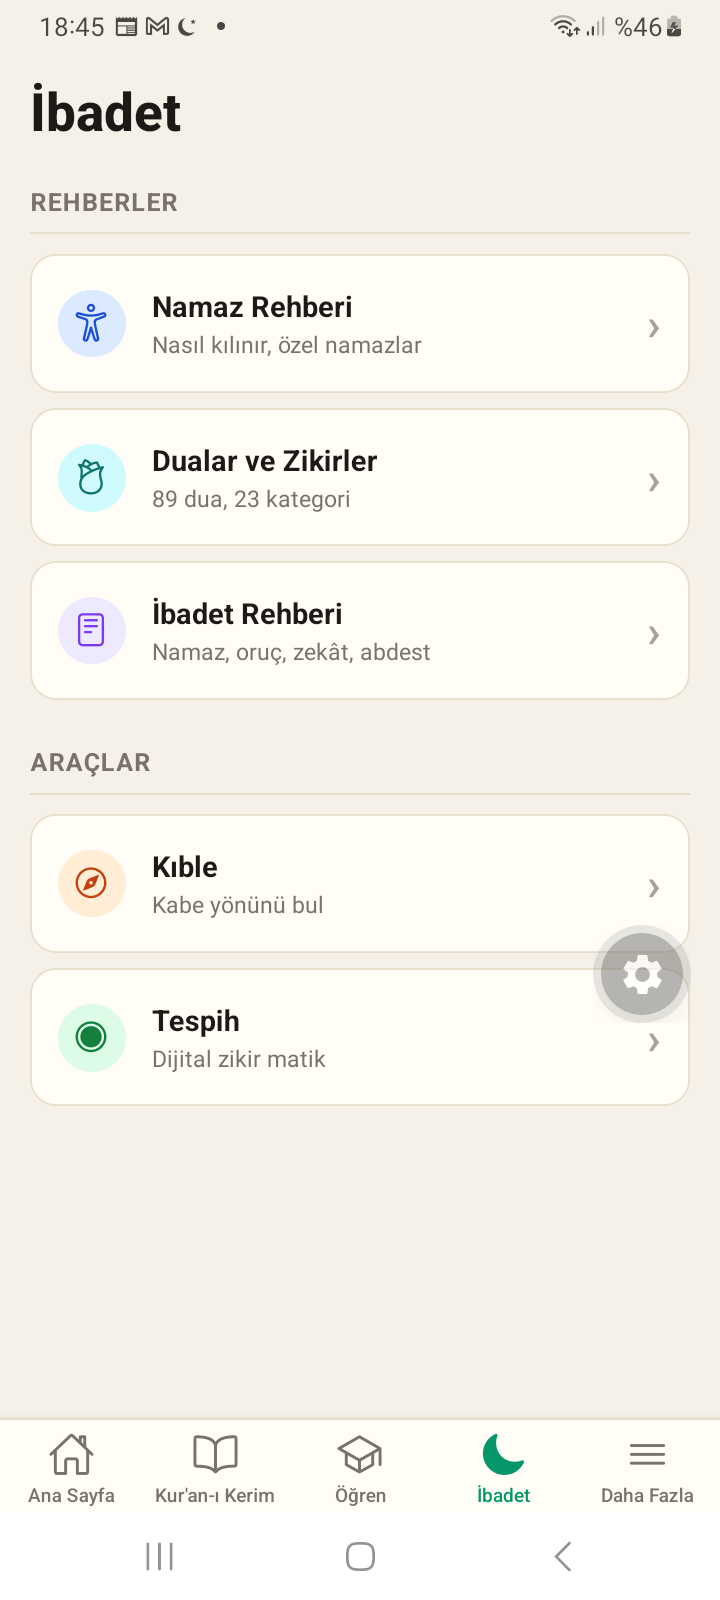 18:45
%46
İbadet
REHBERLER
Namaz Rehberi
Nasıl kılınır, özel namazlar
Dualar ve Zikirler
89 dua, 23 kategori
İbadet Rehberi
Namaz, oruç, zekât, abdest
ARAÇLAR
Kıble
Kabe yönünü bul
Tespih
Dijital zikir matik
Ana Sayfa
Kur'an-ı Kerim
Öğren
İbadet
Daha Fazla